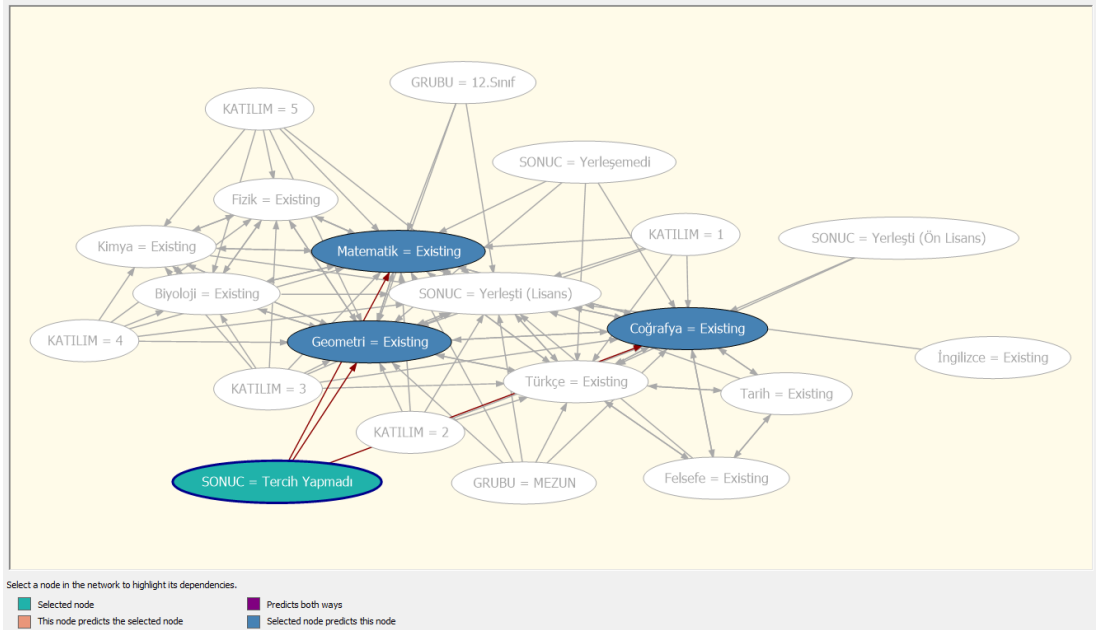 GRUBU = 12.Sınıf
KATILIM = 5
SONUC = Yerleşemedi
Fizik = Existing
KATILIM = 1
SONUC = Yerleşti (Ön Lisans)
Kimya = Existing
Matematik = Existing
Biyoloji = Existing
SONUC = Yerleşti (Lisans)
Coğrafya = Existing
KATILIM = 4
Geometri = Existing
İngilizce = Existing
Türkçe = Existing
KATILIM = 3
Tarih = Existing
KATILIM = 2
SONUC = Tercih Yapmadı
GRUBU = MEZUN
Felsefe = Existing
Select a node in the network to highlight its dependencies.
Selected node
Predicts both ways
This node predicts the selected node
Selected node predicts this node